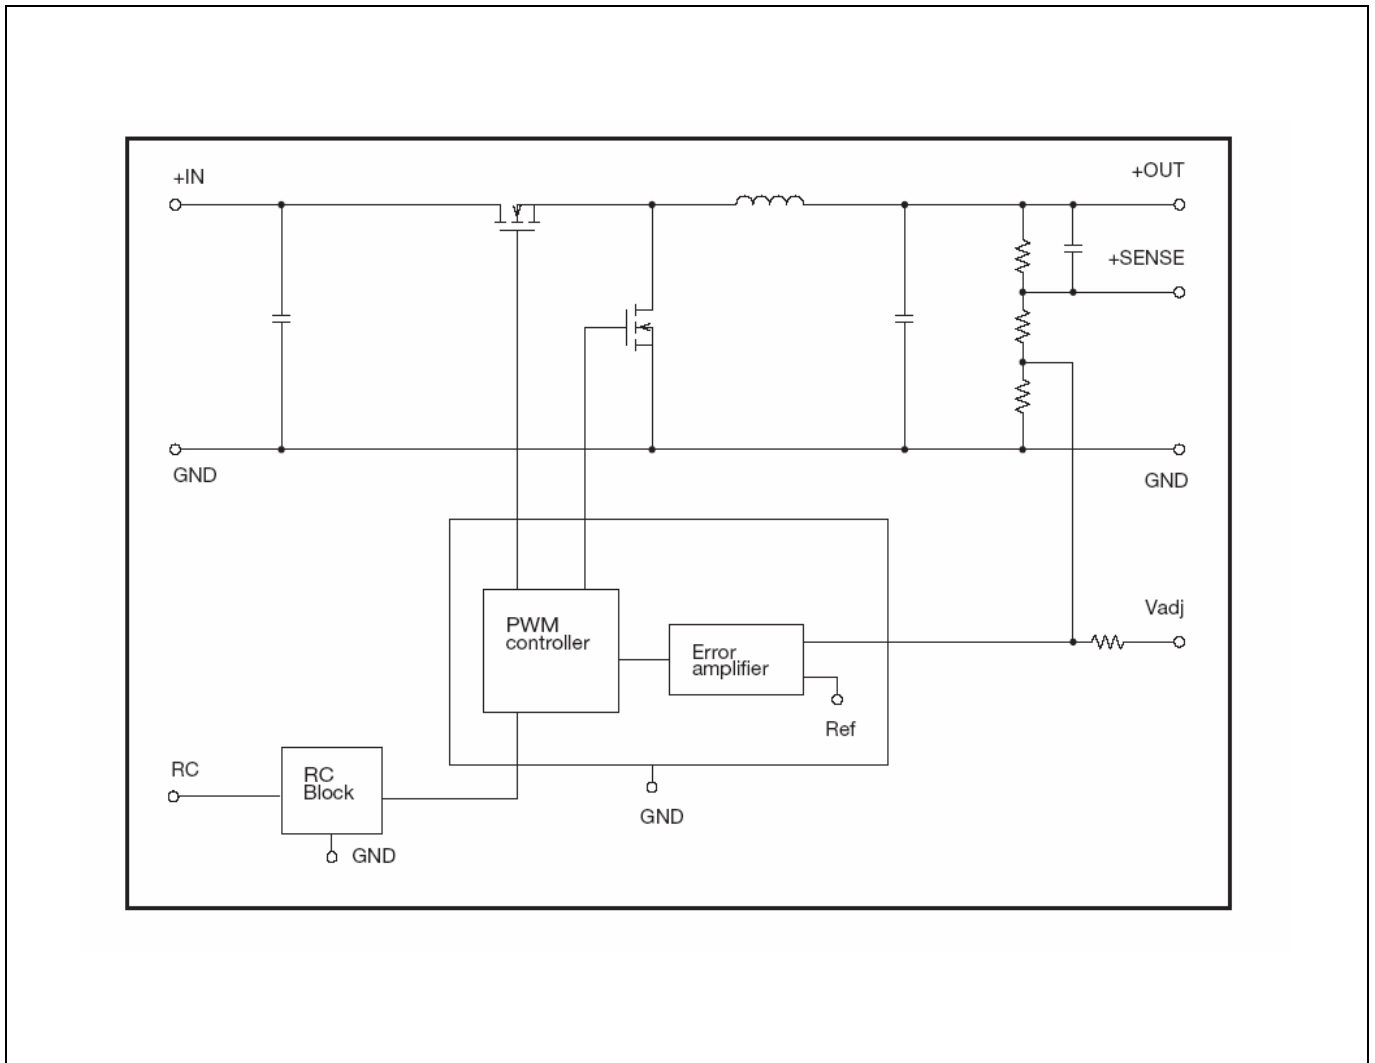 +IN
+OUT
+SENSE
GND
GND
Vadj
PWM
controller
Error
amplifier
Ref
RC
RC
Block
GND
GND